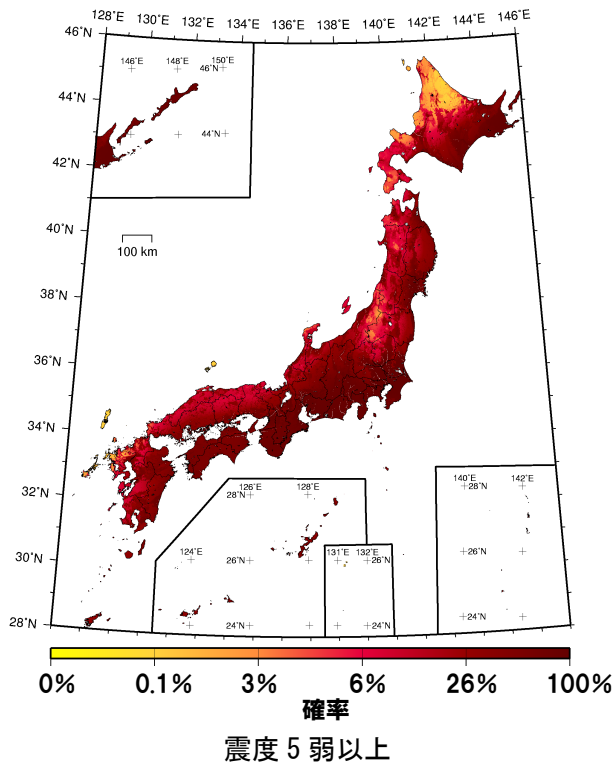 128˚E 130˚E 132˚E 134˚E 136˚E 138˚E 140˚E 142˚E 144˚E 146˚E
46˚N
146˚E 148˚E 150˚E
46˚N
44˚N
44˚N
42˚N
40˚N
100 km
38˚N
36˚N
34˚N
32˚N
126˚E 128˚E
28˚N
140˚E 142˚E
28˚N
30˚N
124˚E
26˚N
131˚E 132˚E
26˚N
26˚N
28˚N
24˚N
24˚N
24˚N
0% 0.1% 3% 6% 26% 100%
確率
震度5弱以上